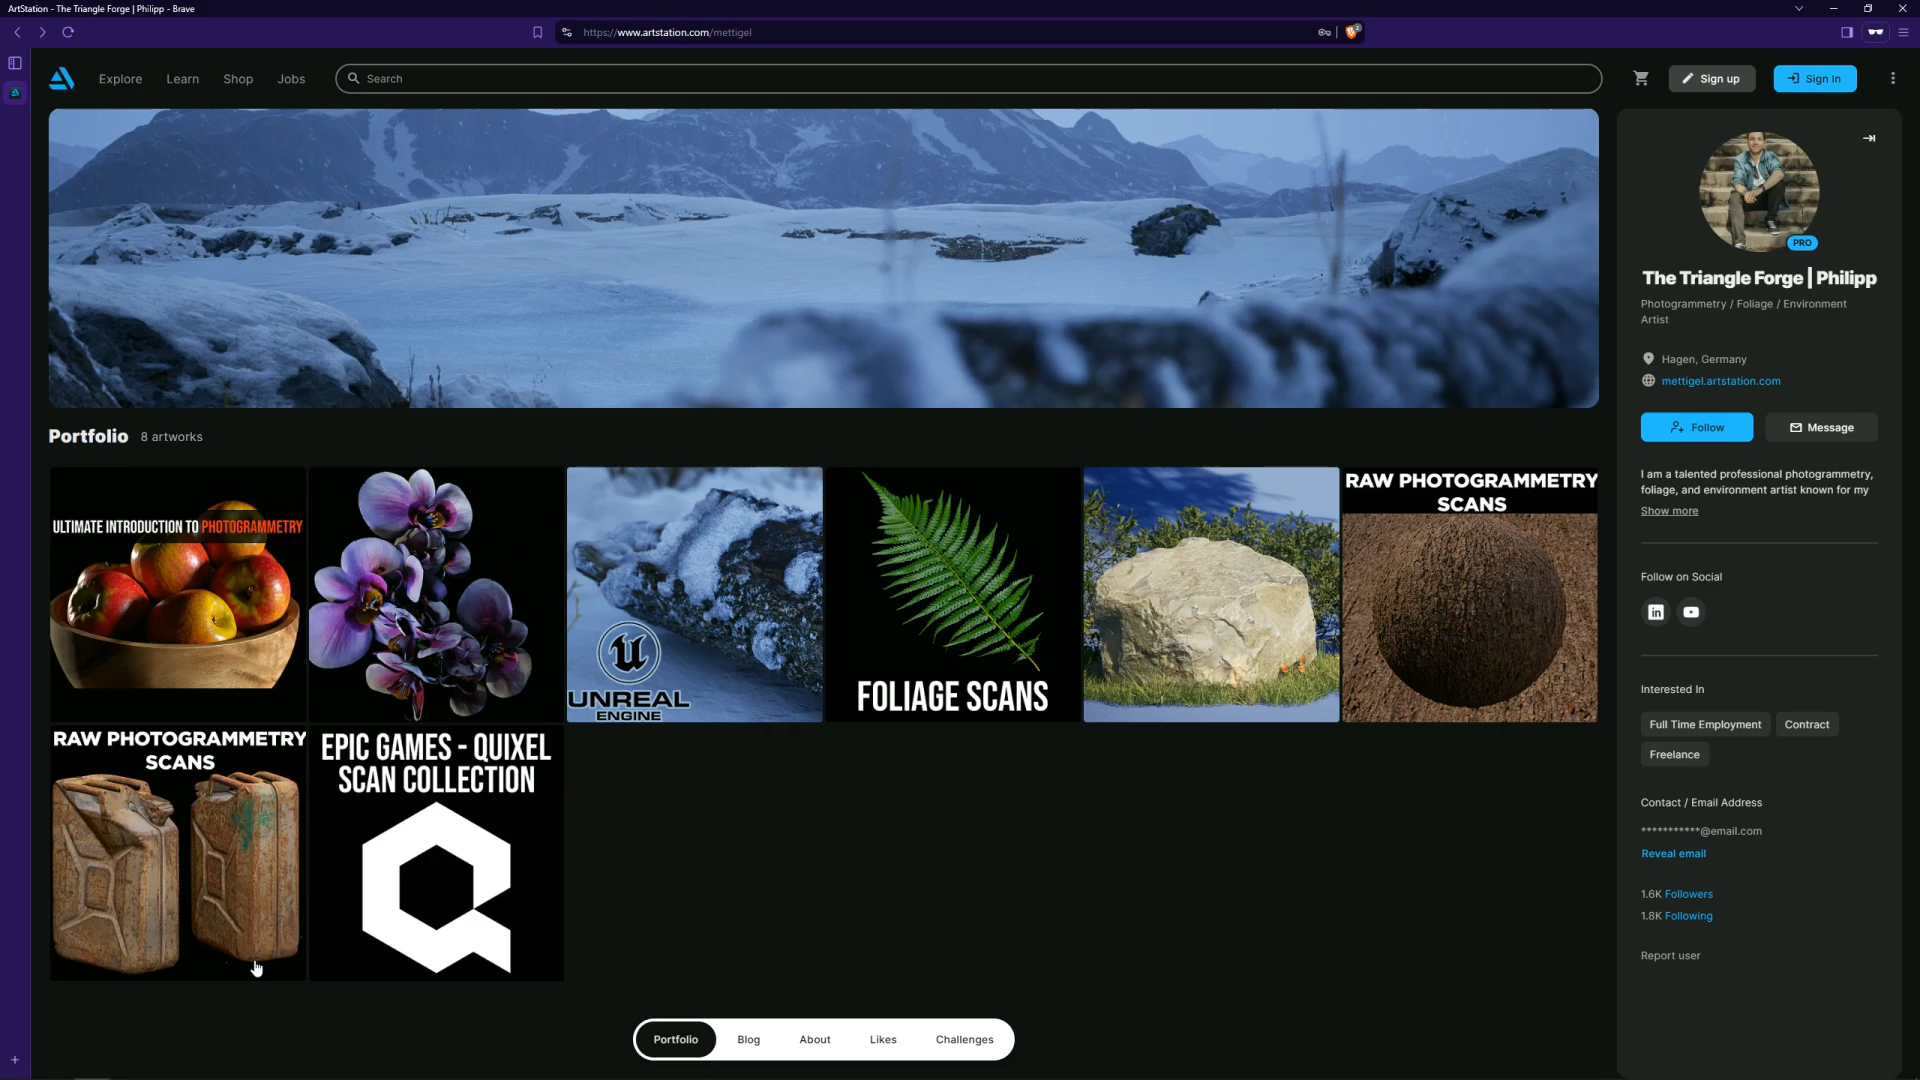 ArtStation - The Triangle Forge | Philipp - Brave
https://www.artstation.com/mettigel
Explore
Learn
Shop
Jobs
Search
Sign up
Sign In
PRO
The Triangle Forge | Philipp
Photogrammetry / Foliage / Environment
Artist
Hagen, Germany
mettigel.artstation.com
Follow
Message
I am a talented professional photogrammetry,
foliage, and environment artist known for my
Show more
Follow on Social
Interested In
Full Time Employment
Contract
Freelance
Contact / Email Address
***********@email.com
Reveal email
1.6K Followers
1.8K Following
Report user
Portfolio 8 artworks
ULTIMATE INTRODUCTION TO PHOTOGRAMMETRY
UNREAL
ENGINE
FOLIAGE SCANS
RAW PHOTOGRAMMETRY
SCANS
RAW PHOTOGRAMMETRY
SCANS
EPIC GAMES - QUIXEL
SCAN COLLECTION
Portfolio
Blog
About
Likes
Challenges